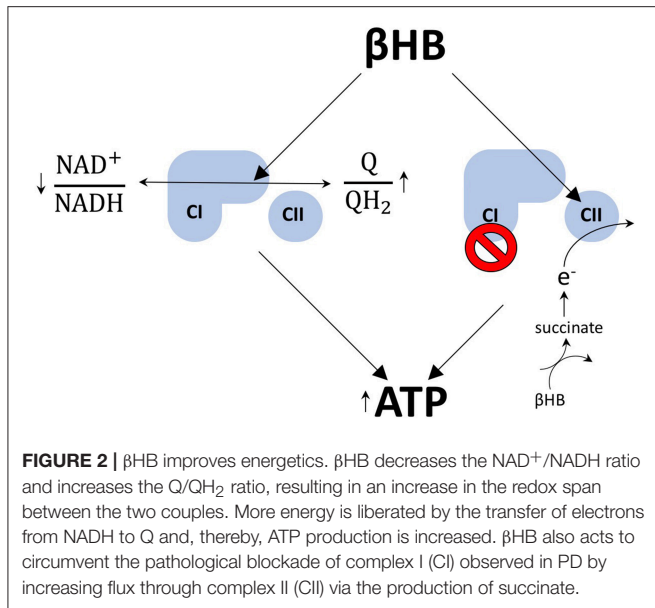 βHB
↓ NAD⁺ Q ↑
NADH QH₂
CI CII CI CII
e⁻
succinate
βHB
↑ATP
FIGURE 2 | βHB improves energetics. βHB decreases the NAD⁺/NADH ratio
and increases the Q/QH₂ ratio, resulting in an increase in the redox span
between the two couples. More energy is liberated by the transfer of electrons
from NADH to Q and, thereby, ATP production is increased. βHB also acts to
circumvent the pathological blockade of complex I (CI) observed in PD by
increasing flux through complex II (CII) via the production of succinate.